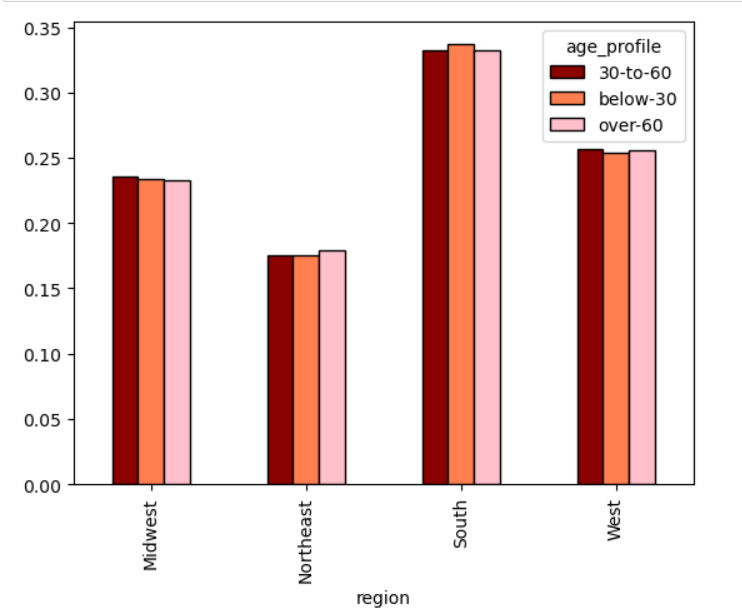 0.35
0.30
0.25
0.20
0.15
0.10
0.05
0.00
age_profile
30-to-60
below-30
over-60
Midwest
Northeast
South
West
region